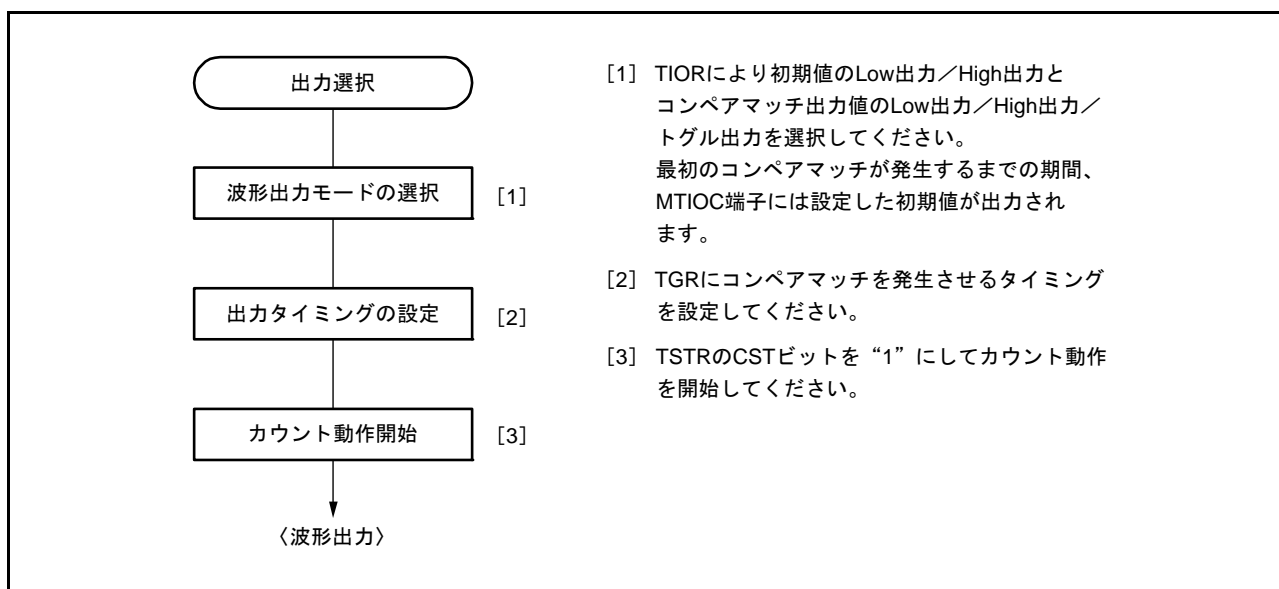 出力選択
波形出力モードの選択 [1]
出力タイミングの設定 [2]
カウント動作開始 [3]
〈波形出力〉
[1] TIORにより初期値のLow出力／High出力と
コンペアマッチ出力値のLow出力／High出力／
トグル出力を選択してください。
最初のコンペアマッチが発生するまでの期間、
MTIOC端子には設定した初期値が出力され
ます。
[2] TGRにコンペアマッチを発生させるタイミング
を設定してください。
[3] TSTRのCSTビットを“1”にしてカウント動作
を開始してください。